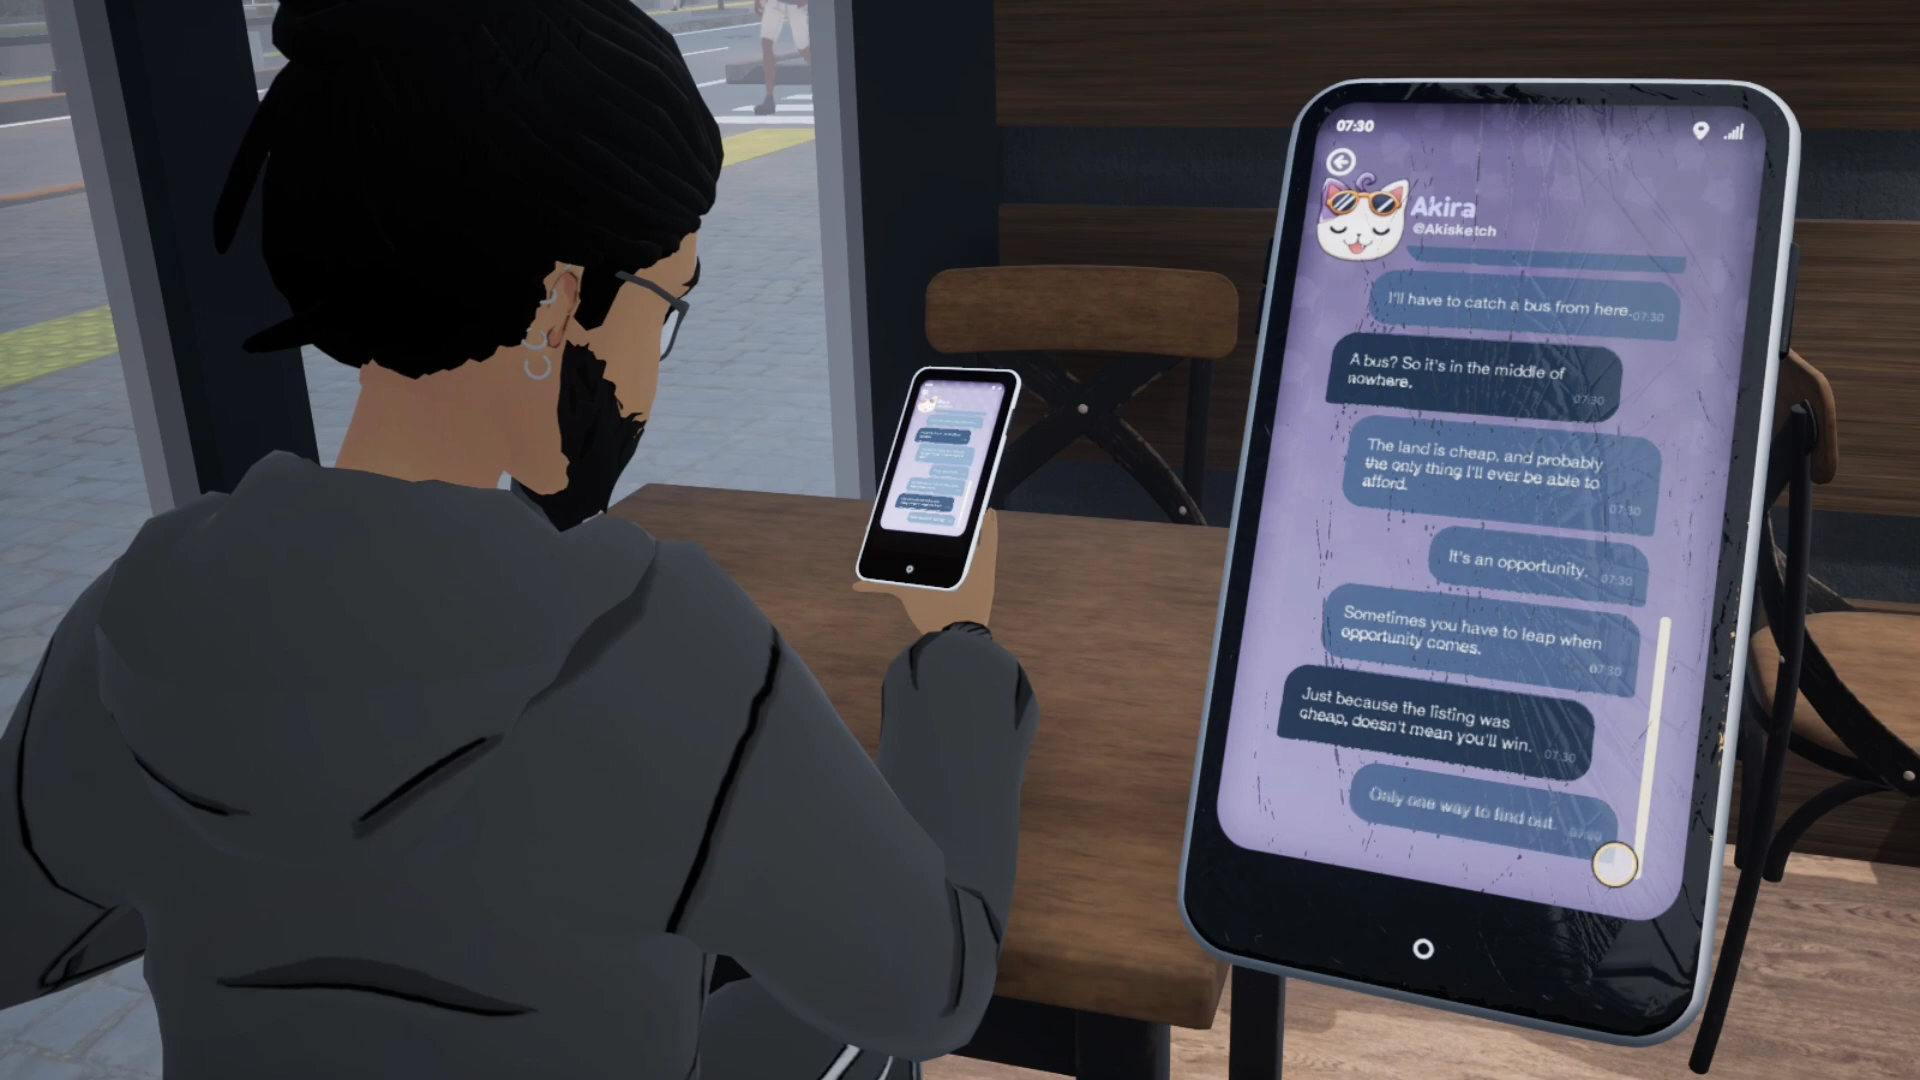 07:30
Akira
@Akisketch
I'll have to catch a bus from here.
07:30
A bus? So it's in the middle of
nowhere.
07:30
The land is cheap, and probably
the only thing I'll ever be able to
afford.
07:30
It's an opportunity.
07:30
Sometimes you have to leap when
opportunity comes.
07:30
Just because the listing was
cheap, doesn't mean you'll win.
07:30
Only one way to find out.
07:30